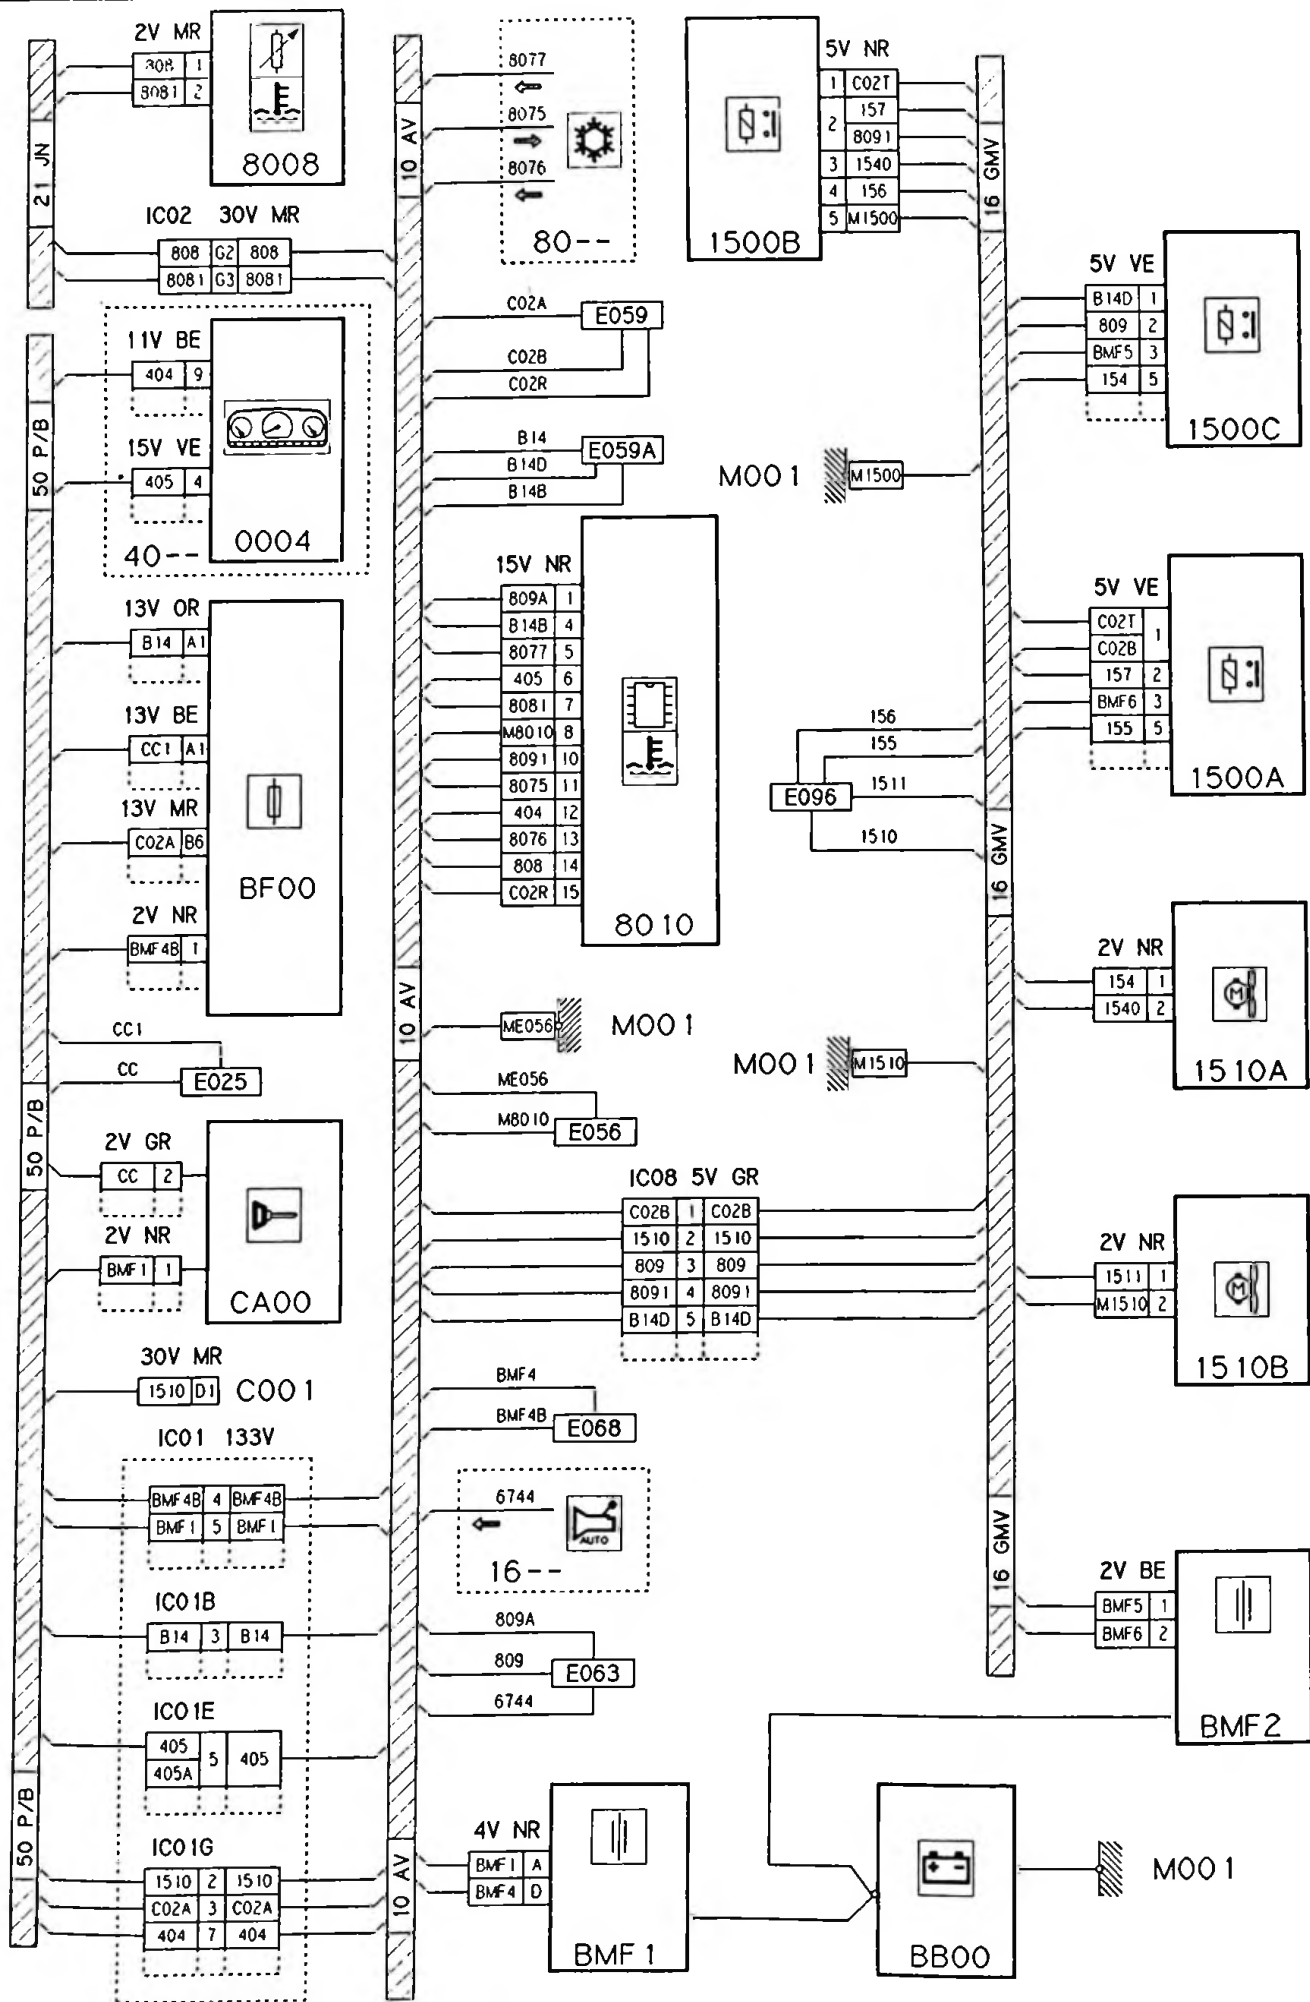 2V MR
808 1
8081 2
8008
21 JN
IC02 30V MR
808 G2 808
8081 G3 8081
11V BE
404 9
15V VE
405 4
40-- 0004
50 P/B
13V OR
B14 A1
13V BE
CC1 A1
13V MR
C02A B6
BF00
2V NR
BMF4B 1
CC1
CC
E025
50 P/B
2V GR
CC 2
2V NR
BMF1 1
CA00
30V MR
1510 D1 C001
IC01 133V
BMF4B 4 BMF4B
BMF1 5 BMF1
IC01B
B14 3 B14
IC01E
405 5 405
405A
50 P/B
IC01G
1510 2 1510
C02A 3 C02A
404 7 404
10 AV
8077
8075
8076
80--
C02A
E059
C02B
C02R
B14
E059A
B14D
B14B
15V NR
809A 1
B14B 4
8077 5
405 6
8081 7
M8010 8
8091 10
8075 11
404 12
8076 13
808 14
C02R 15
8010
10 AV
ME056 M001
ME056
M8010
E056
IC08 5V GR
C02B 1 C02B
1510 2 1510
809 3 809
8091 4 8091
B14D 5 B14D
BMF4
BMF4B
E068
6744
AUTO
16--
809A
809
E063
6744
10 AV
4V NR
BMF1 A
BMF4 D
BMF1
5V NR
1 C02T
2 157
8091
3 1540
4 156
5 M1500
1500B
16 GMV
5V VE
B14D 1
809 2
BMF5 3
154 5
1500C
M001 M1500
5V VE
C02T 1
C02B
157 2
BMF6 3
155 5
1500A
156
155
E096
1511
1510
16 GMV
2V NR
154 1
1540 2
1510A
M001 M1510
2V NR
1511 1
M1510 2
1510B
16 GMV
2V BE
BMF5 1
BMF6 2
BMF2
+ -
BB00
M001